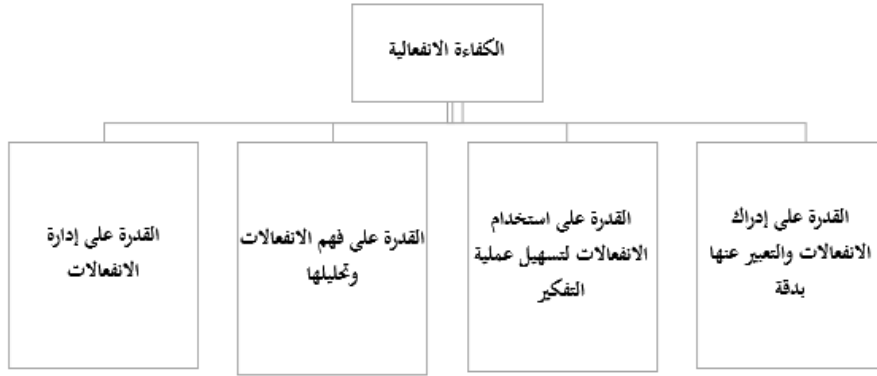 الكفاءة الانفعالية
القدرة على إدراك
الانفعالات والتعبير عنها
بدقة
القدرة على استخدام
الانفعالات لتسهيل عملية
التفكير
القدرة على فهم الانفعالات
وتحليلها
القدرة على إدارة
الانفعالات